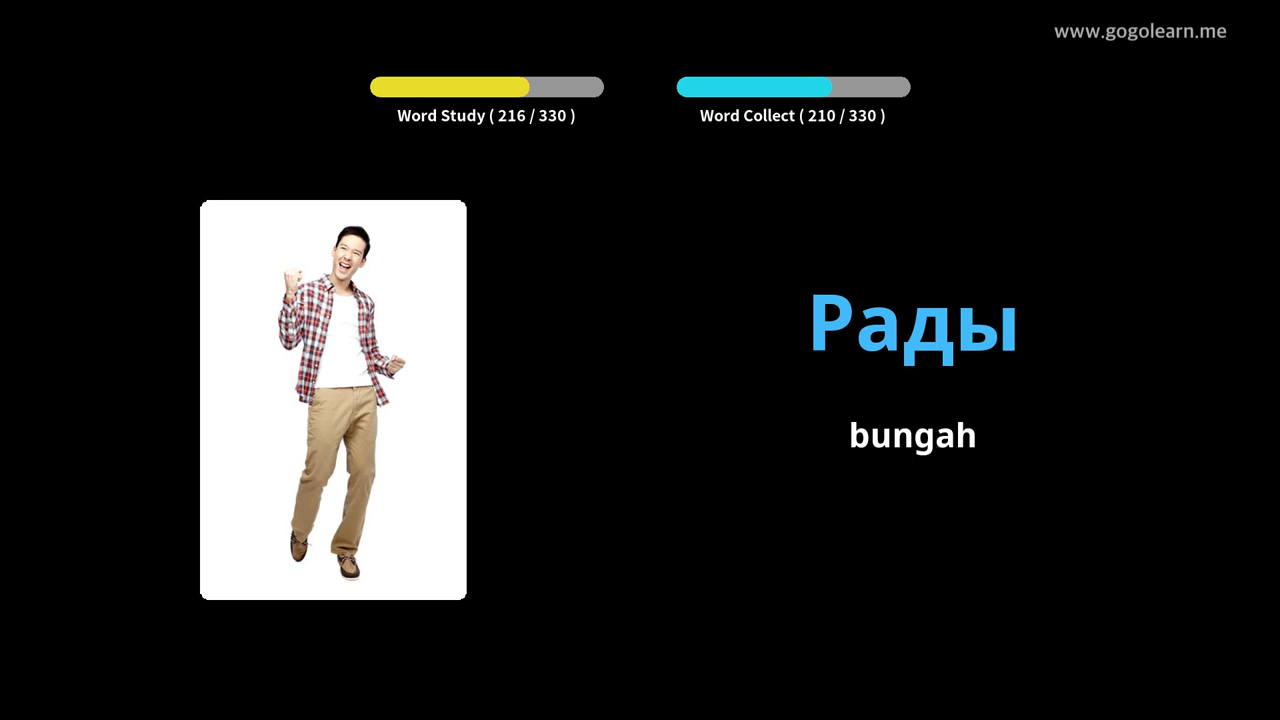 www.gogolearn.me
Word Study ( 216 / 330 )
Word Collect ( 210 / 330 )
Рады
bungah